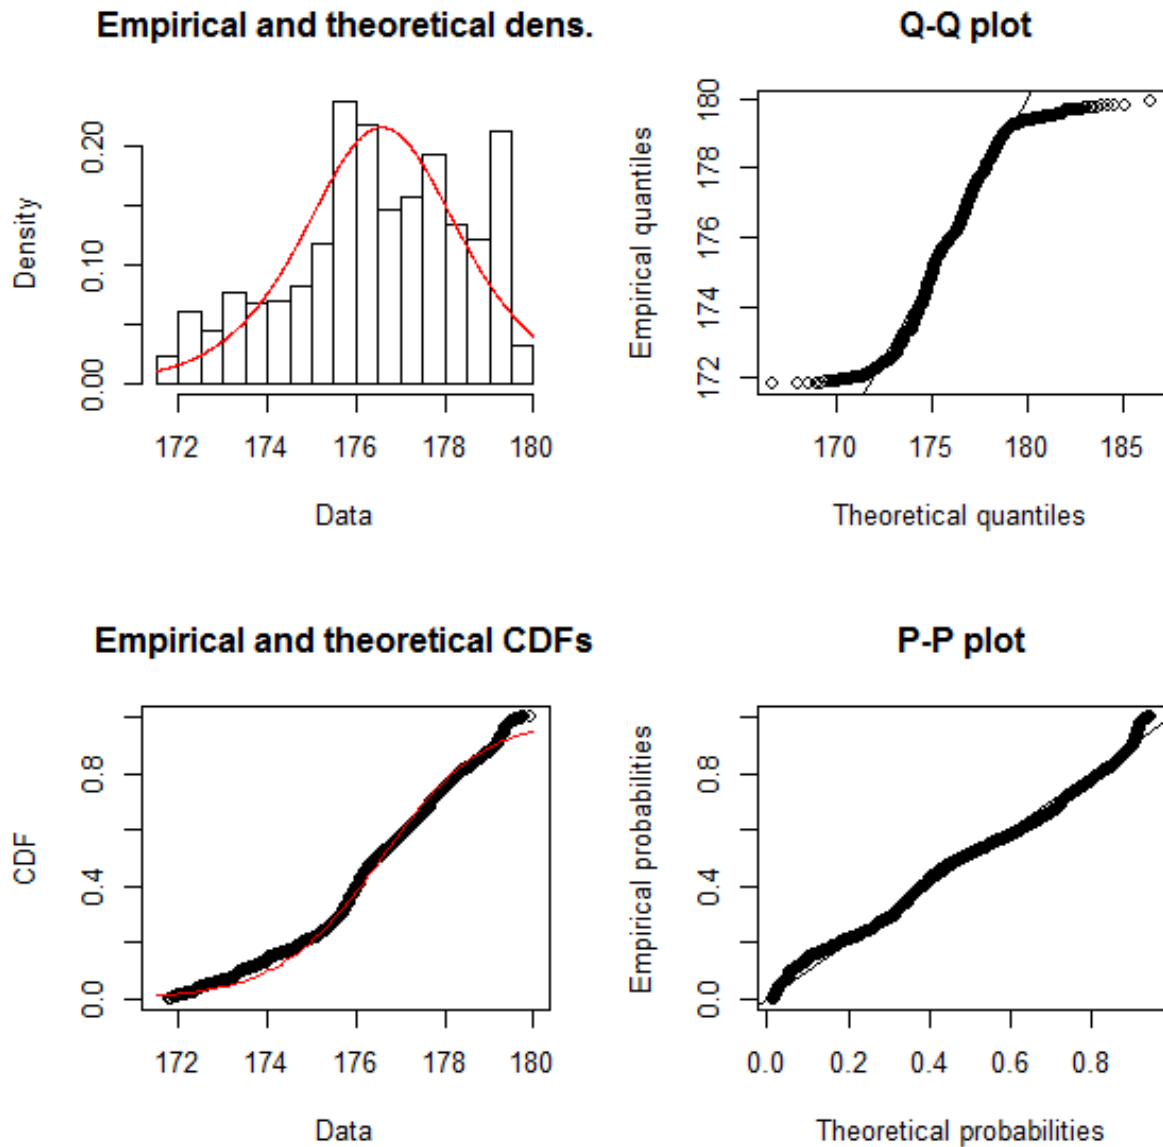 Empirical and theoretical dens.
Density
0.00 0.10 0.20
172 174 176 178 180
Data
Q-Q plot
Empirical quantiles
172 174 176 178 180
170 175 180 185
Theoretical quantiles
Empirical and theoretical CDFs
CDF
0.0 0.4 0.8
172 174 176 178 180
Data
P-P plot
Empirical probabilities
0.0 0.4 0.8
0.0 0.2 0.4 0.6 0.8
Theoretical probabilities